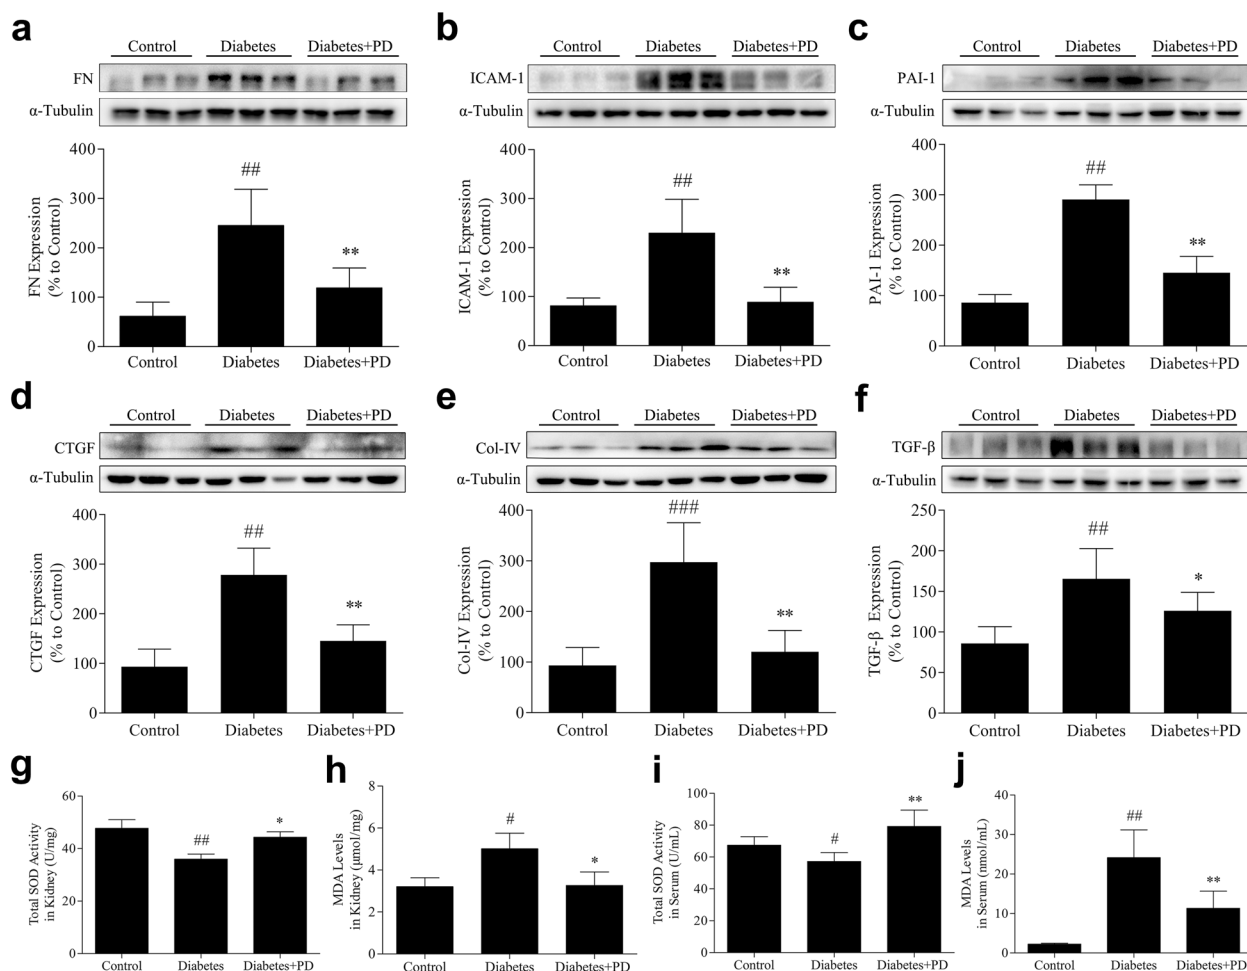 a
Control Diabetes Diabetes+PD
FN
α-Tubulin
400
300
200
100
0
FN Expression
(% to Control)
##
**
Control Diabetes Diabetes+PD
b
Control Diabetes Diabetes+PD
ICAM-1
α-Tubulin
400
300
200
100
0
ICAM-1 Expression
(% to Control)
##
**
Control Diabetes Diabetes+PD
c
Control Diabetes Diabetes+PD
PAI-1
α-Tubulin
400
300
200
100
0
PAI-1 Expression
(% to Control)
##
**
Control Diabetes Diabetes+PD
d
Control Diabetes Diabetes+PD
CTGF
α-Tubulin
400
300
200
100
0
CTGF Expression
(% to Control)
##
**
Control Diabetes Diabetes+PD
e
Control Diabetes Diabetes+PD
Col-IV
α-Tubulin
400
300
200
100
0
Col-IV Expression
(% to Control)
###
**
Control Diabetes Diabetes+PD
f
Control Diabetes Diabetes+PD
TGF-β
α-Tubulin
250
200
150
100
50
0
TGF-β Expression
(% to Control)
##
*
Control Diabetes Diabetes+PD
g
60
40
20
0
Total SOD Activity
in Kidney (U/mg)
##
*
Control Diabetes Diabetes+PD
h
8
6
4
2
0
MDA Levels
in Kidney (μmol/mg)
#
*
Control Diabetes Diabetes+PD
i
100
80
60
40
20
0
Total SOD Activity
in Serum (U/mL)
#
**
Control Diabetes Diabetes+PD
j
40
30
20
10
0
MDA Levels
in Serum (nmol/mL)
##
**
Control Diabetes Diabetes+PD